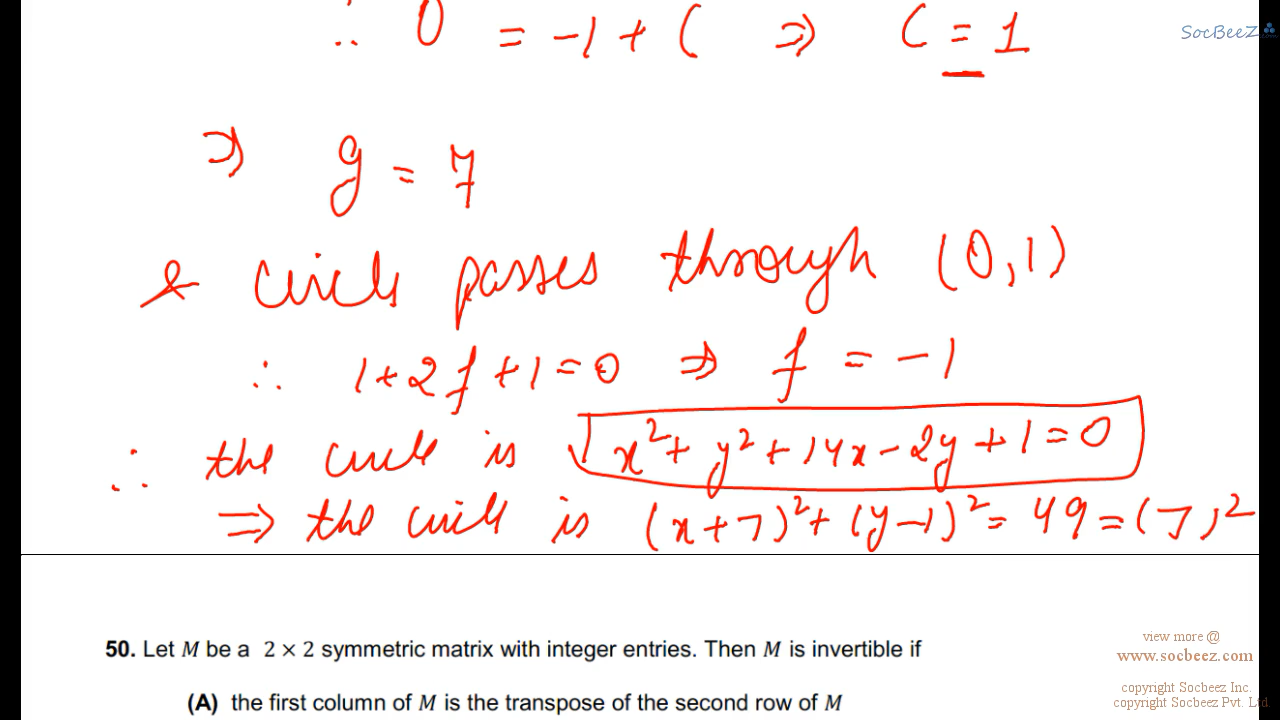 ∴ 0 = -1 + C ⇒ C = 1
SocBeeZ
⇒ g = 7
& circle passes through (0,1)
∴ 1+2f+1=0 ⇒ f = -1
∴ the circle is x²+y²+14x-2y+1=0
⇒ the circle is (x+7)²+(y-1)²=49=(7)²
50. Let M be a 2 × 2 symmetric matrix with integer entries. Then M is invertible if
(A) the first column of M is the transpose of the second row of M
view more @
www.socbeez.com
copyright Socbeez Inc.
copyright Socbeez Pvt. Ltd.